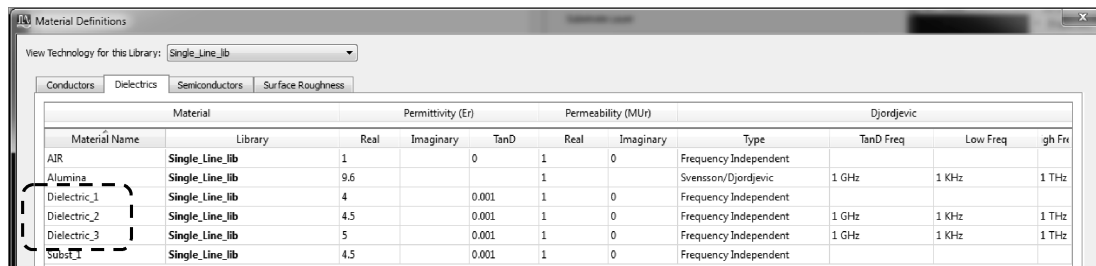 Material Definitions
View Technology for this Library: Single_Line_lib
Conductors Dielectrics Semiconductors Surface Roughness
Material Permittivity (Er) Permeability (MUr) Djordjevic
Material Name Library Real Imaginary TanD Real Imaginary Type TanD Freq Low Freq gh Fre
AIR Single_Line_lib 1 0 1 0 Frequency Independent
Alumina Single_Line_lib 9.6 1 Svensson/Djordjevic 1 GHz 1 KHz 1 THz
Dielectric_1 Single_Line_lib 4 0.001 1 0 Frequency Independent
Dielectric_2 Single_Line_lib 4.5 0.001 1 0 Frequency Independent 1 GHz 1 KHz 1 THz
Dielectric_3 Single_Line_lib 5 0.001 1 0 Frequency Independent 1 GHz 1 KHz 1 THz
Subst_1 Single_Line_lib 4.5 0.001 1 0 Frequency Independent